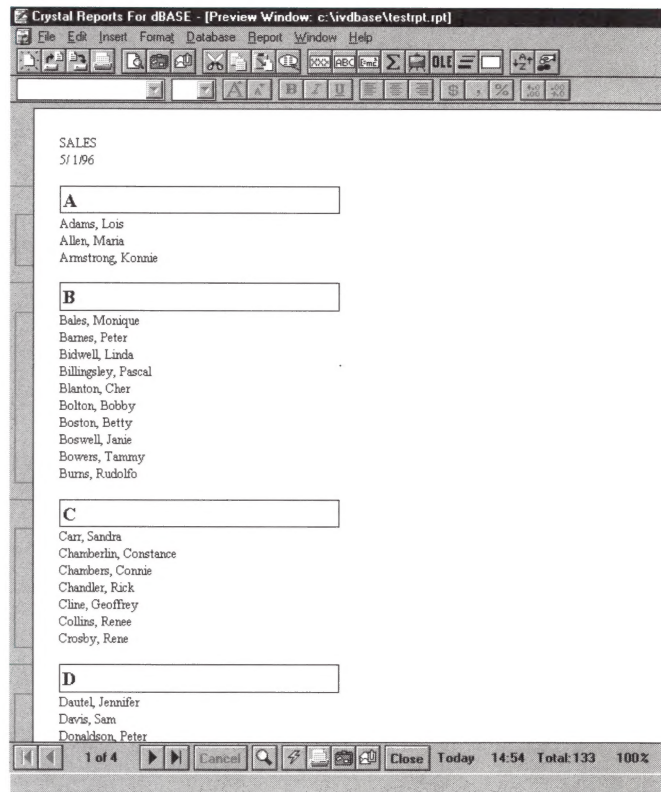 Crystal Reports For dBASE - [Preview Window: c:\ivdbase\testrpt.rpt]
File Edit Insert Format Database Report Window Help
XXX ABC E=mc² Σ OLE
B I U $ , %
SALES
5/ 1/96
A
Adams, Lois
Allen, Maria
Armstrong, Konnie
B
Bales, Monique
Barnes, Peter
Bidwell, Linda
Billingsley, Pascal
Blanton, Cher
Bolton, Bobby
Boston, Betty
Boswell, Janie
Bowers, Tammy
Burns, Rudolfo
C
Carr, Sandra
Chamberlin, Constance
Chambers, Connie
Chandler, Rick
Cline, Geoffrey
Collins, Renee
Crosby, Rene
D
Dautel, Jennifer
Davis, Sam
Donaldson, Peter
1 of 4 Cancel Close Today 14:54 Total:133 100%